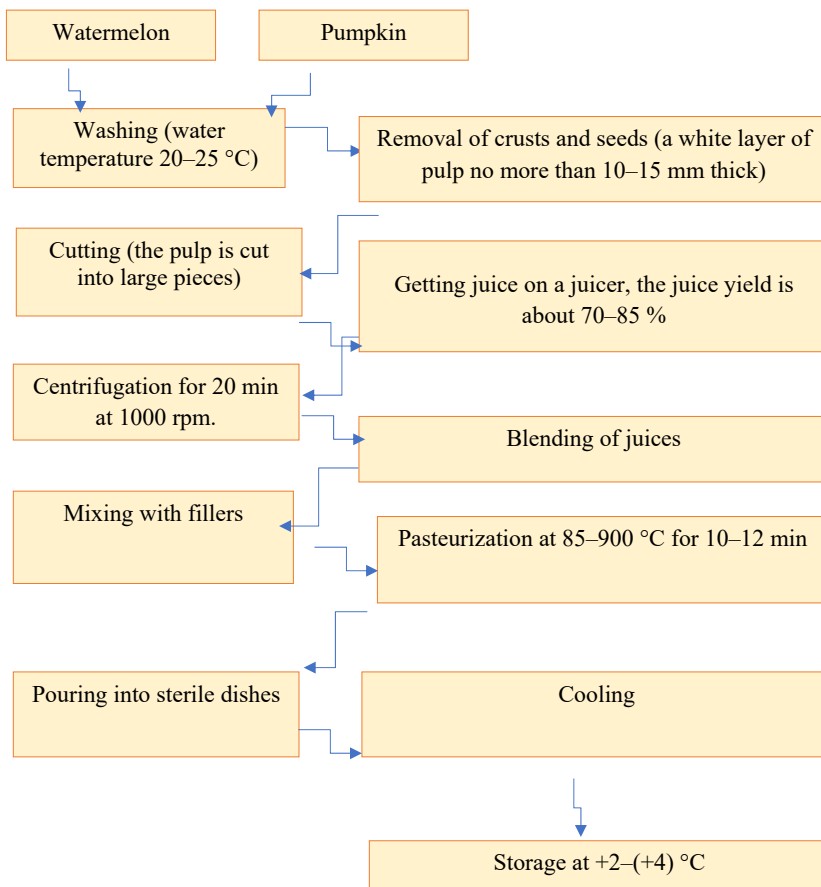 Watermelon
Pumpkin
Washing (water
temperature 20–25 °C)
Removal of crusts and seeds (a white layer of
pulp no more than 10–15 mm thick)
Cutting (the pulp is cut
into large pieces)
Getting juice on a juicer, the juice yield is
about 70–85 %
Centrifugation for 20 min
at 1000 rpm.
Blending of juices
Mixing with fillers
Pasteurization at 85–900 °C for 10–12 min
Pouring into sterile dishes
Cooling
Storage at +2–(+4) °C